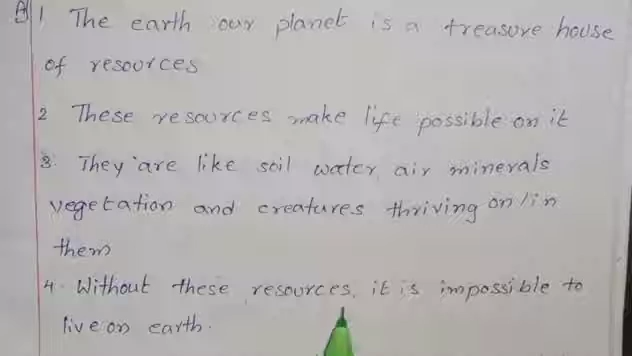 A) 1 The earth our planet is a treasure house
of resources
2 These resources make life possible on it
3. They are like soil water, air minerals
vegetation and creatures thriving on/in
them
4. Without these resources, it is impossible to
live on earth.